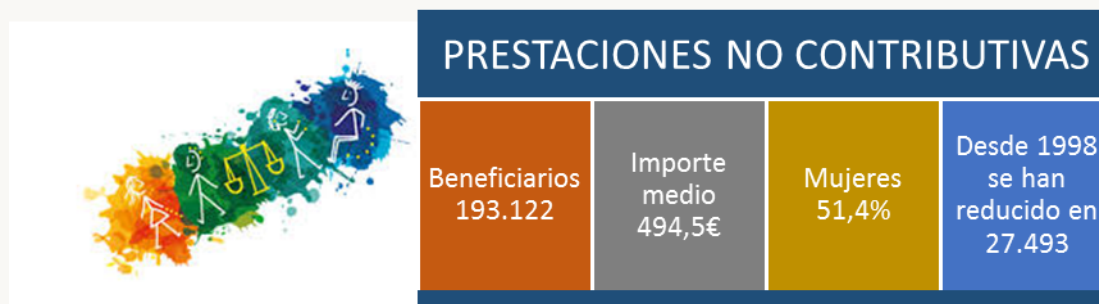 PRESTACIONES NO CONTRIBUTIVAS
Beneficiarios
193.122
Importe
medio
494,5€
Mujeres
51,4%
Desde 1998
se han
reducido en
27.493